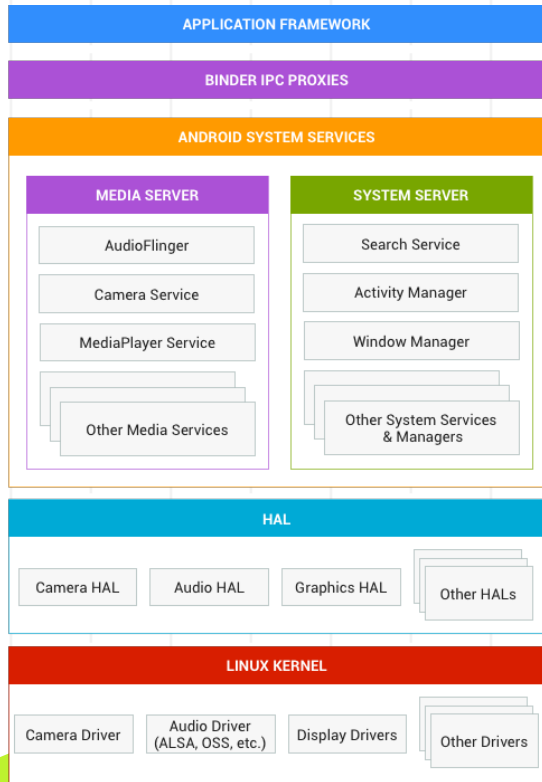 APPLICATION FRAMEWORK
BINDER IPC PROXIES
ANDROID SYSTEM SERVICES
MEDIA SERVER
AudioFlinger
Camera Service
MediaPlayer Service
Other Media Services
SYSTEM SERVER
Search Service
Activity Manager
Window Manager
Other System Services
& Managers
HAL
Camera HAL
Audio HAL
Graphics HAL
Other HALs
LINUX KERNEL
Camera Driver
Audio Driver
(ALSA, OSS, etc.)
Display Drivers
Other Drivers